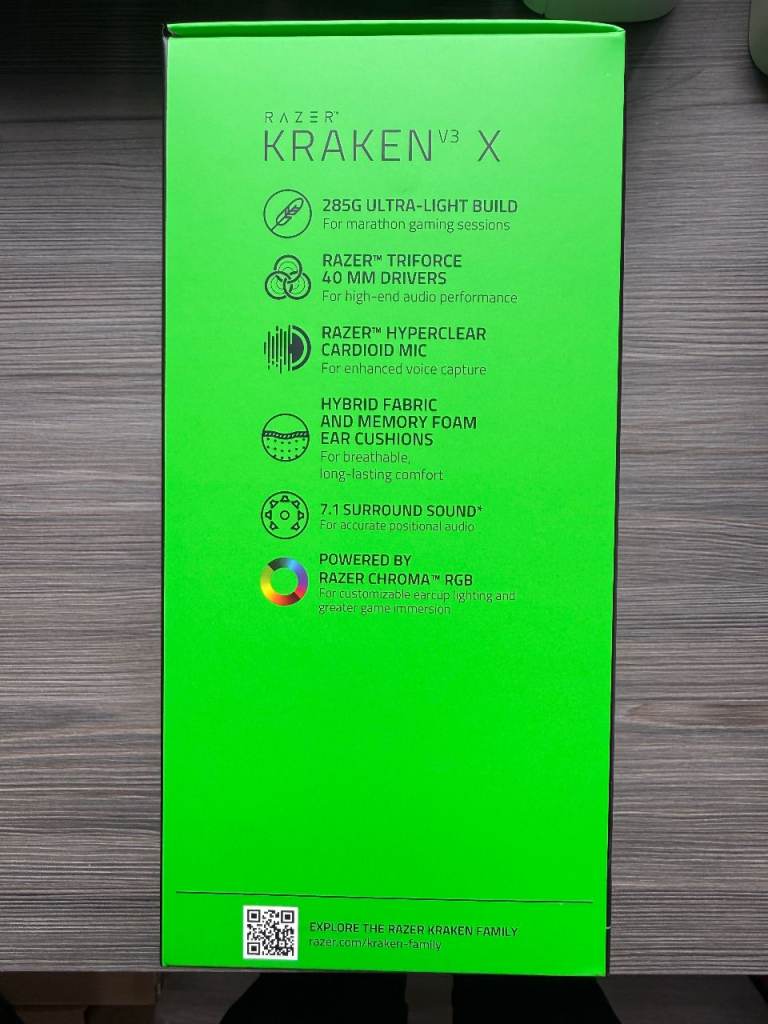 RAZER™
KRAKEN V3 X
285G ULTRA-LIGHT BUILD
For marathon gaming sessions
RAZER™ TRIFORCE
40 MM DRIVERS
For high-end audio performance
RAZER™ HYPERCLEAR
CARDIOID MIC
For enhanced voice capture
HYBRID FABRIC
AND MEMORY FOAM
EAR CUSHIONS
For breathable,
long-lasting comfort
7.1 SURROUND SOUND*
For accurate positional audio
POWERED BY
RAZER CHROMA™ RGB
For customizable earcup lighting and
greater game immersion
EXPLORE THE RAZER KRAKEN FAMILY
razer.com/kraken-family